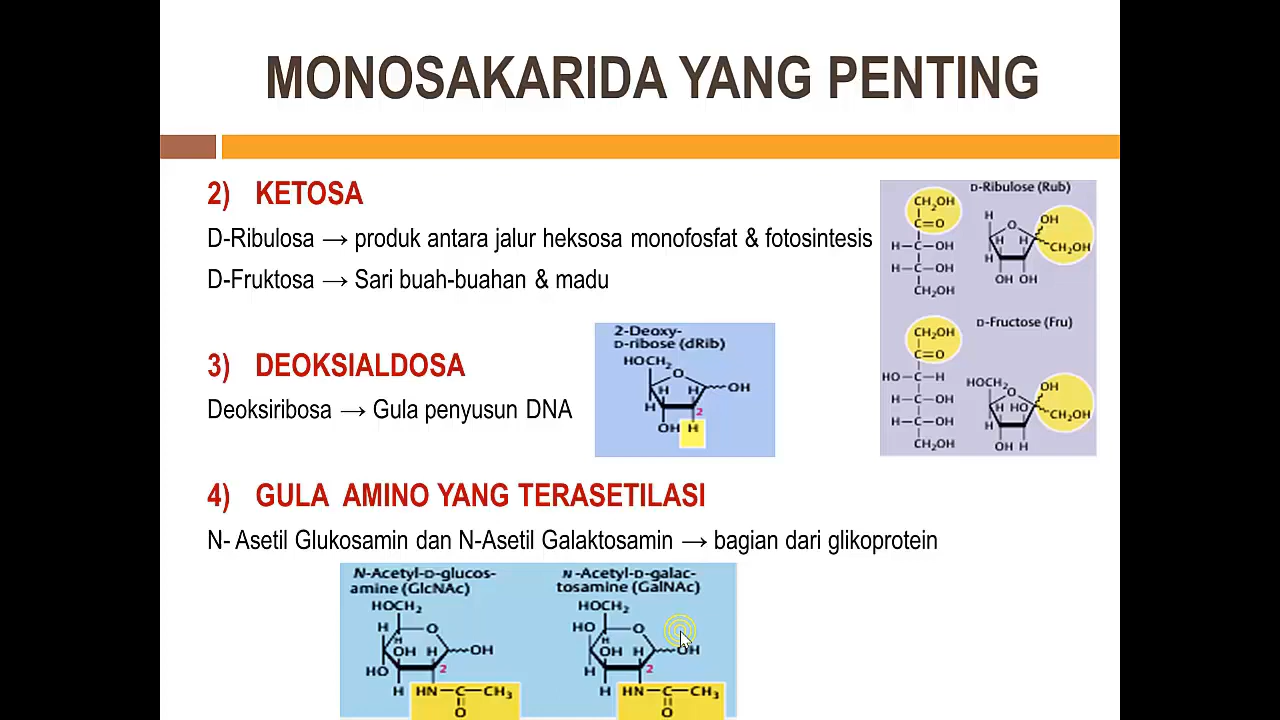 MONOSAKARIDA YANG PENTING
2) KETOSA
D-Ribulosa → produk antara jalur heksosa monofosfat & fotosintesis
D-Fruktosa → Sari buah-buahan & madu
D-Ribulose (Rub)
CH₂OH
C=O
H-C-OH
H-C-OH
CH₂OH
H
O
OH
H H
CH₂OH
H
OH OH
D-Fructose (Fru)
CH₂OH
C=O
HO-C-H
H-C-OH
H-C-OH
CH₂OH
HOCH₂
O
OH
H HO
CH₂OH
H
OH H
3) DEOKSIALDOSA
Deoksiribosa → Gula penyusun DNA
2-Deoxy-
D-ribose (dRib)
HOCH₂
O
OH
H H
H
2
OH H
4) GULA AMINO YANG TERASETILASI
N- Asetil Glukosamin dan N-Asetil Galaktosamin → bagian dari glikoprotein
N-Acetyl-D-glucos-
amine (GlcNAc)
HOCH₂
H
O
H
OH H
OH
HO
2
H
HN-C-CH₃
O
N-Acetyl-D-galac-
tosamine (GalNAc)
HOCH₂
HO
O
H
OH H
OH
H
2
H
HN-C-CH₃
O